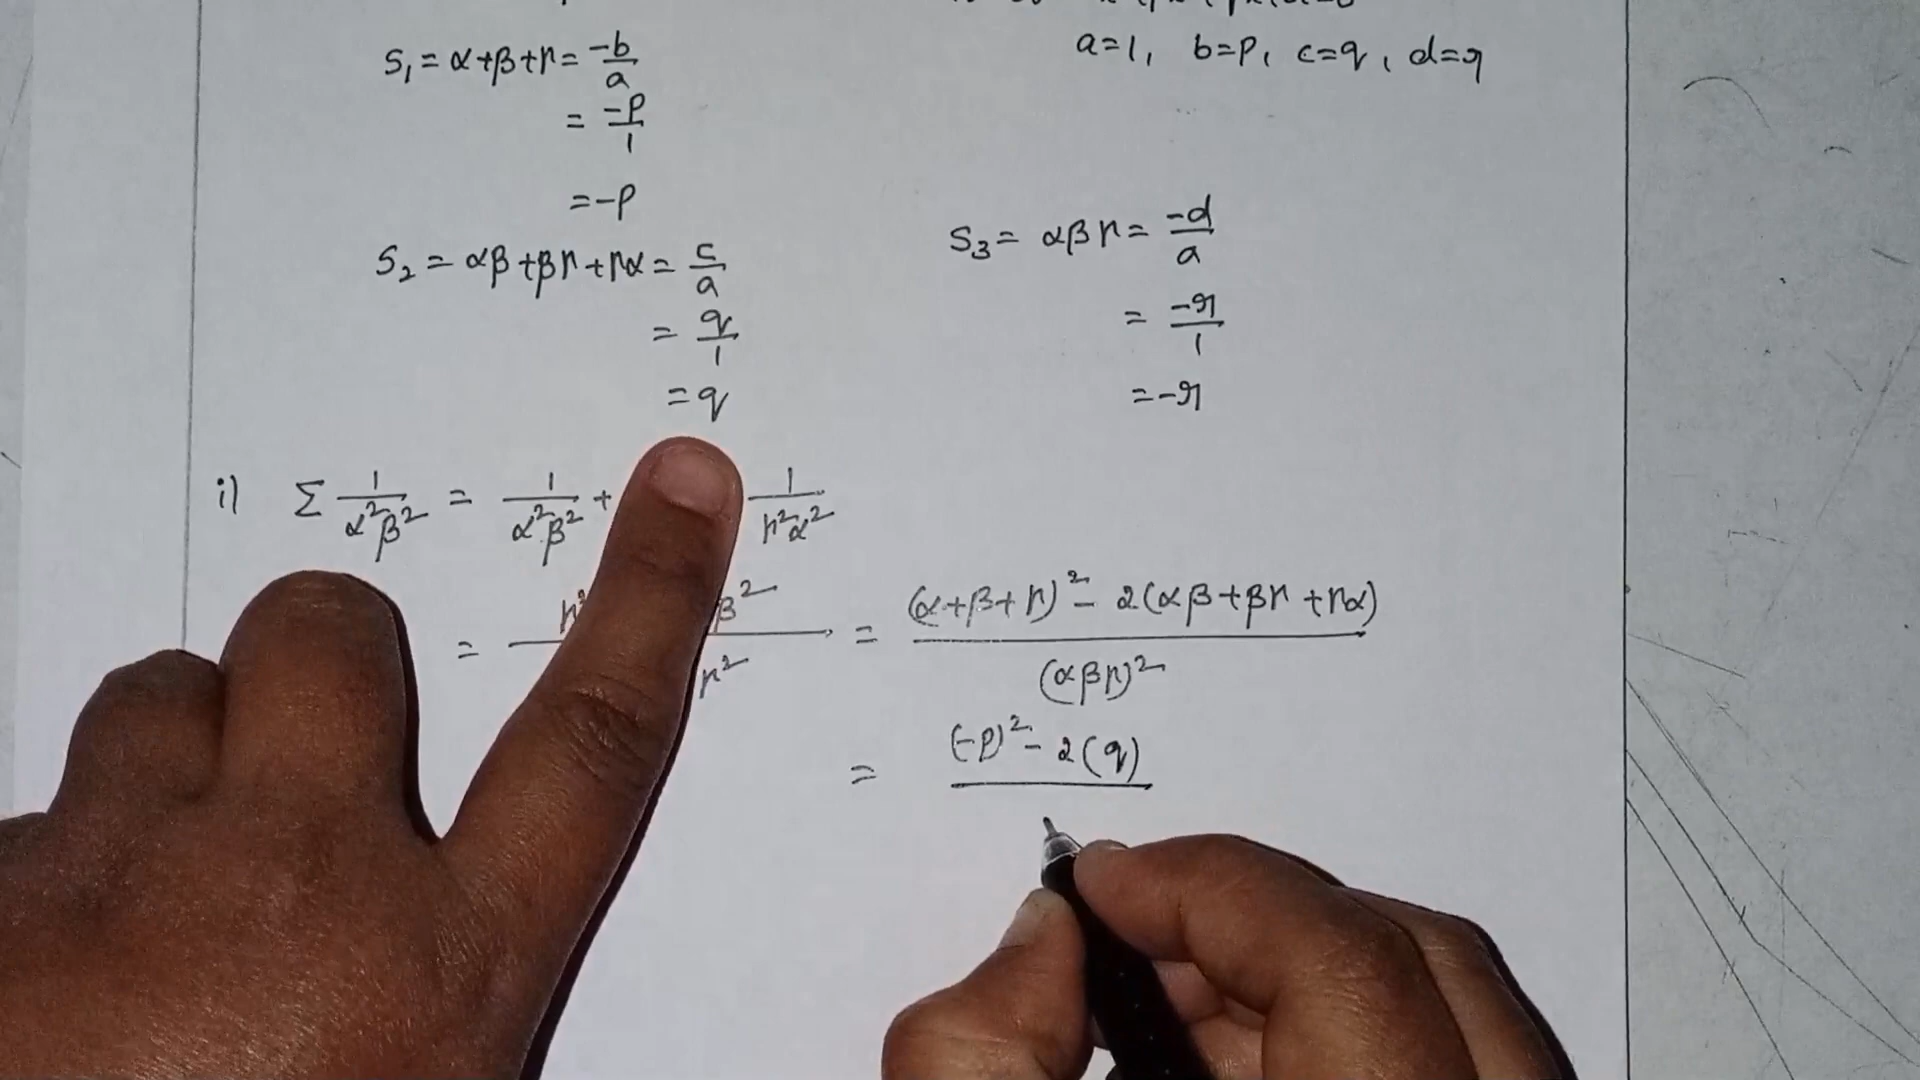 a=1, b=p, c=q, d=r
S₁ = α+β+γ = -b/a
= -p/1
= -p
S₂ = αβ+βγ+γα = c/a
= q/1
= q
S₃ = αβγ = -d/a
= -r/1
= -r
i) Σ 1/α²β² = 1/α²β² + 1/γ²α²
= = (α+β+γ)² - 2(αβ+βγ+γα)/(αβγ)²
= (-p)² - 2(q)